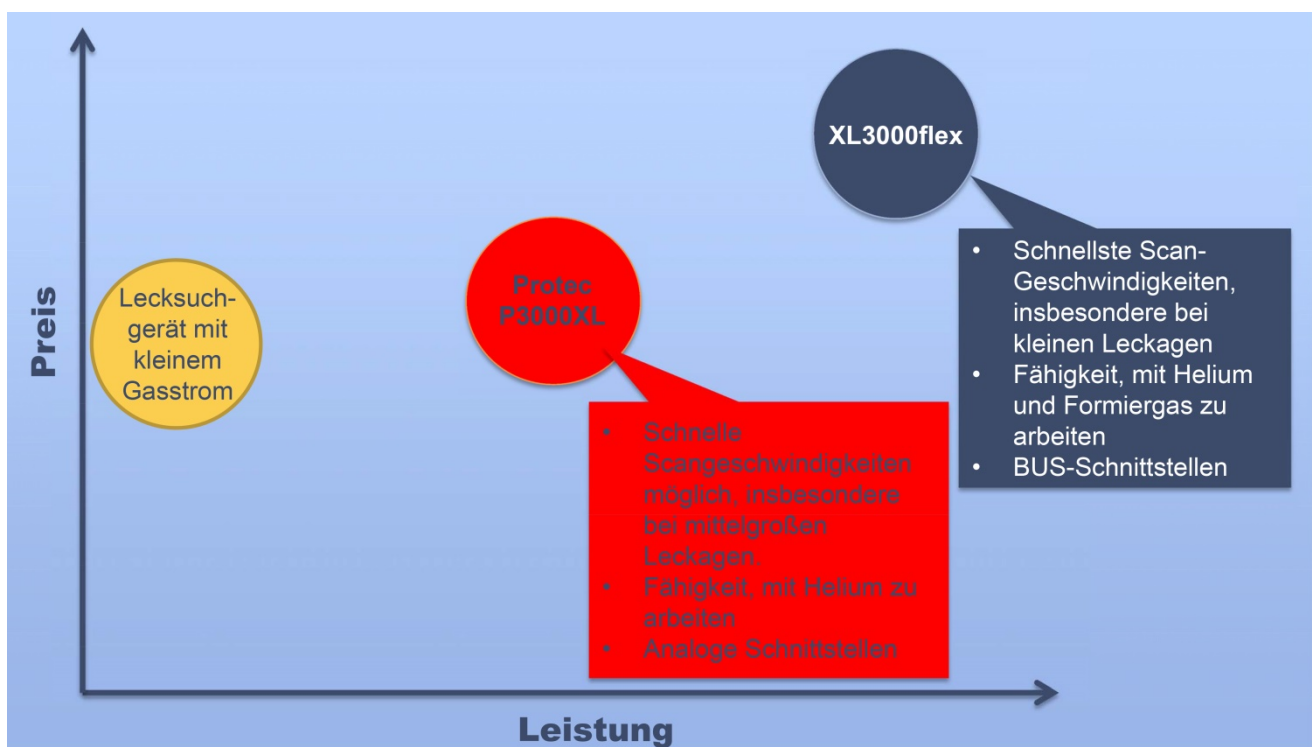 XL3000flex
Preis
Lecksuch-
gerät mit
kleinem
Gasstrom
Protec
P3000XL
• Schnellste Scan-
Geschwindigkeiten,
insbesondere bei
kleinen Leckagen
• Fähigkeit, mit Helium
und Formiergas zu
arbeiten
• BUS-Schnittstellen
• Schnelle
Scangeschwindigkeiten
möglich, insbesondere
bei mittelgroßen
Leckagen.
• Fähigkeit, mit Helium zu
arbeiten
• Analoge Schnittstellen
Leistung